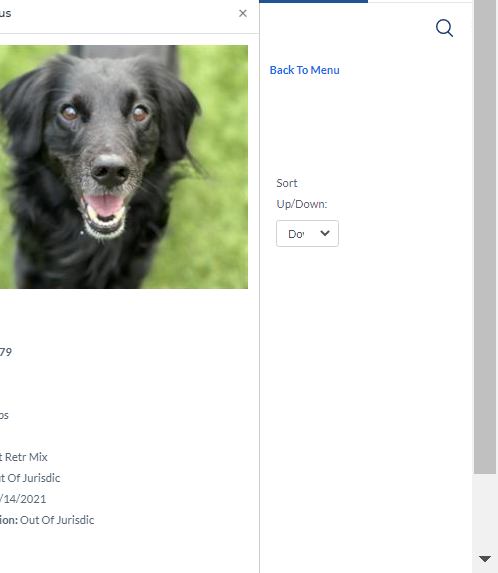 us ×
Back To Menu
Sort
Up/Down:
Do
79
os
t Retr Mix
t Of Jurisdic
/14/2021
ion: Out Of Jurisdic